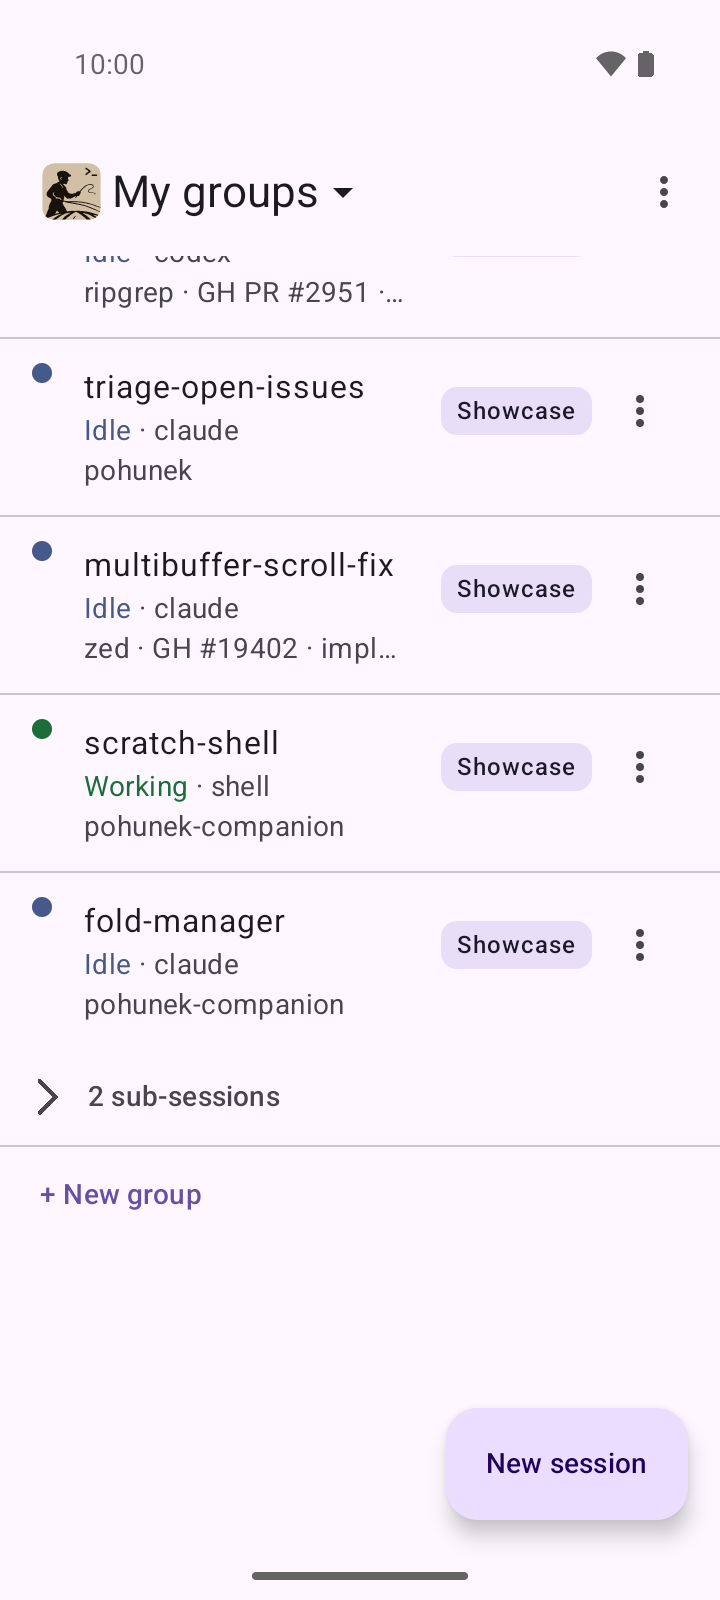 10:00
My groups
Idle · codex
ripgrep · GH PR #2951 ·…
triage-open-issues
Showcase
Idle · claude
pohunek
multibuffer-scroll-fix
Showcase
Idle · claude
zed · GH #19402 · impl…
scratch-shell
Showcase
Working · shell
pohunek-companion
fold-manager
Showcase
Idle · claude
pohunek-companion
2 sub-sessions
+ New group
New session